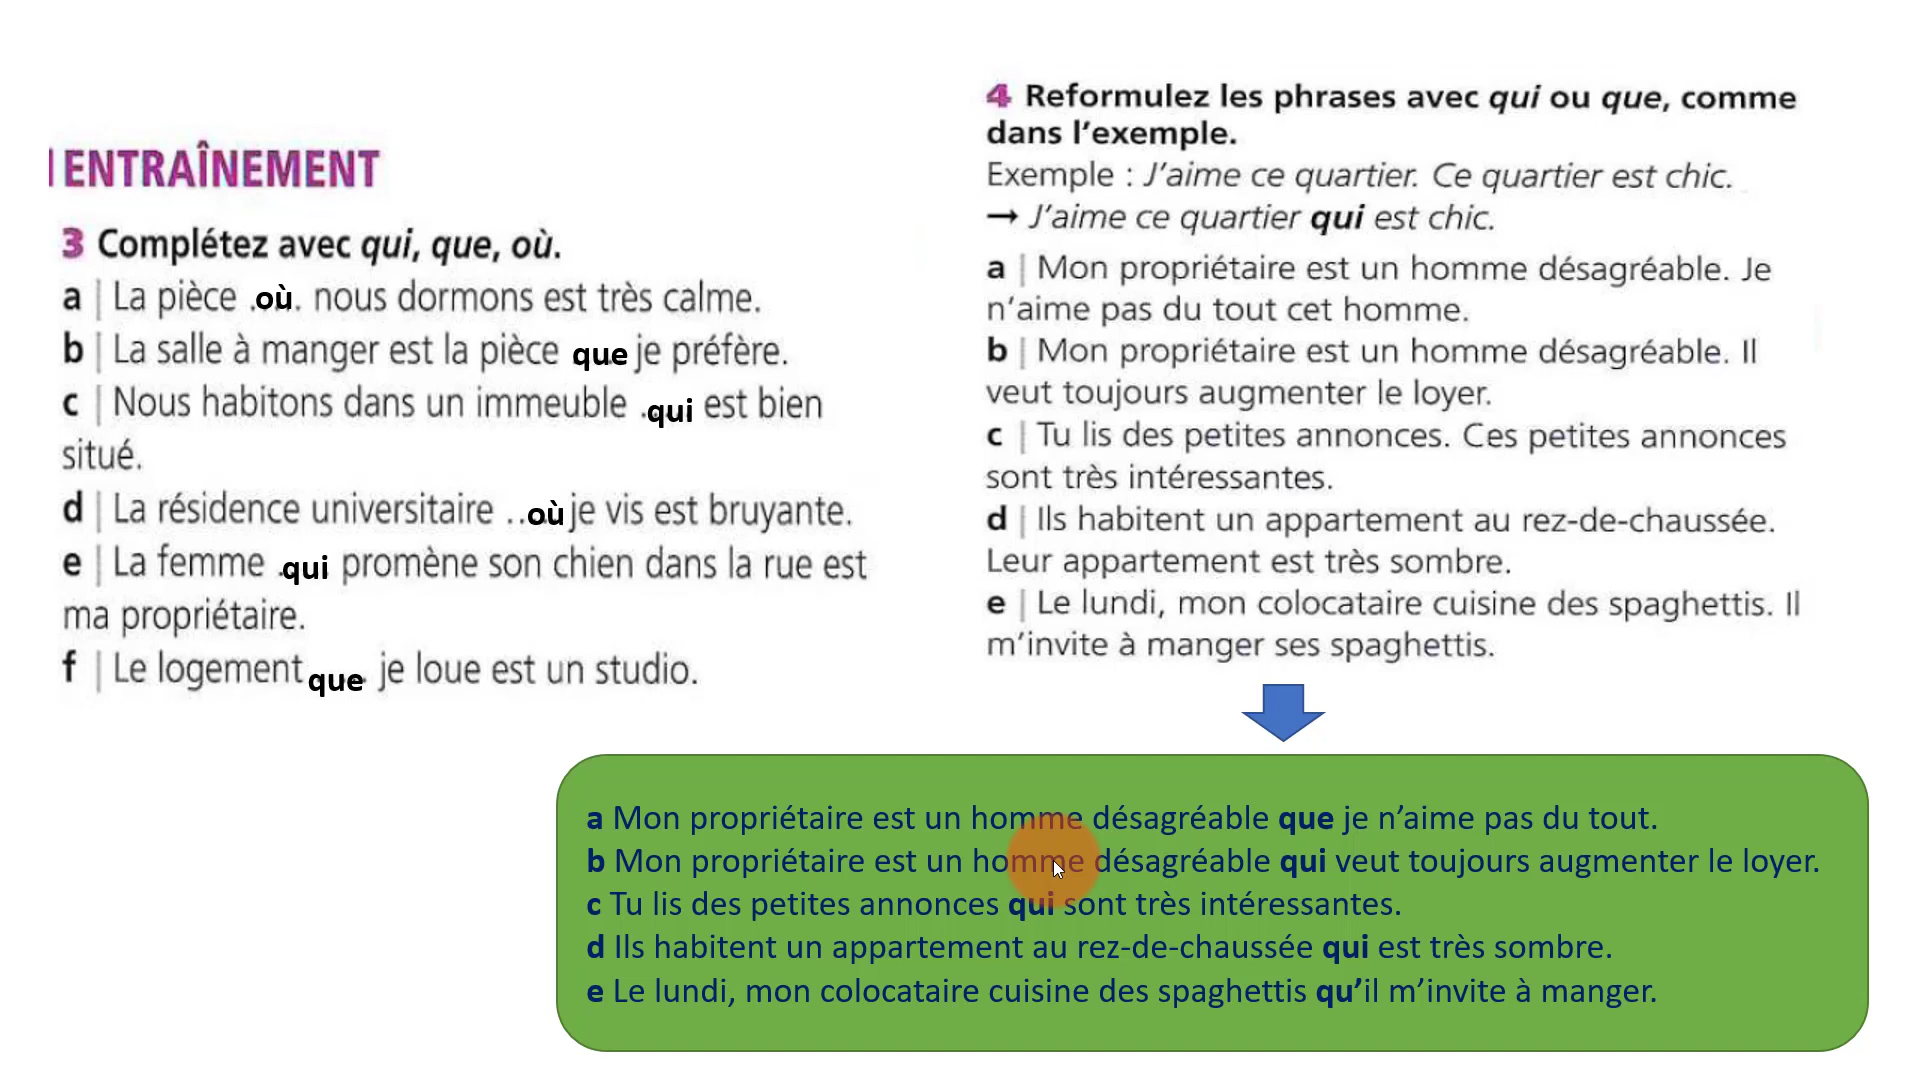 ENTRAÎNEMENT
3 Complétez avec qui, que, où.
a | La pièce .où. nous dormons est très calme.
b | La salle à manger est la pièce que je préfère.
c | Nous habitons dans un immeuble .qui est bien
situé.
d | La résidence universitaire ..où je vis est bruyante.
e | La femme .qui promène son chien dans la rue est
ma propriétaire.
f | Le logement que je loue est un studio.
4 Reformulez les phrases avec qui ou que, comme
dans l'exemple.
Exemple : J'aime ce quartier. Ce quartier est chic.
→ J'aime ce quartier qui est chic.
a | Mon propriétaire est un homme désagréable. Je
n'aime pas du tout cet homme.
b | Mon propriétaire est un homme désagréable. Il
veut toujours augmenter le loyer.
c | Tu lis des petites annonces. Ces petites annonces
sont très intéressantes.
d | Ils habitent un appartement au rez-de-chaussée.
Leur appartement est très sombre.
e | Le lundi, mon colocataire cuisine des spaghettis. Il
m'invite à manger ses spaghettis.
a Mon propriétaire est un homme désagréable que je n'aime pas du tout.
b Mon propriétaire est un homme désagréable qui veut toujours augmenter le loyer.
c Tu lis des petites annonces qui sont très intéressantes.
d Ils habitent un appartement au rez-de-chaussée qui est très sombre.
e Le lundi, mon colocataire cuisine des spaghettis qu'il m'invite à manger.